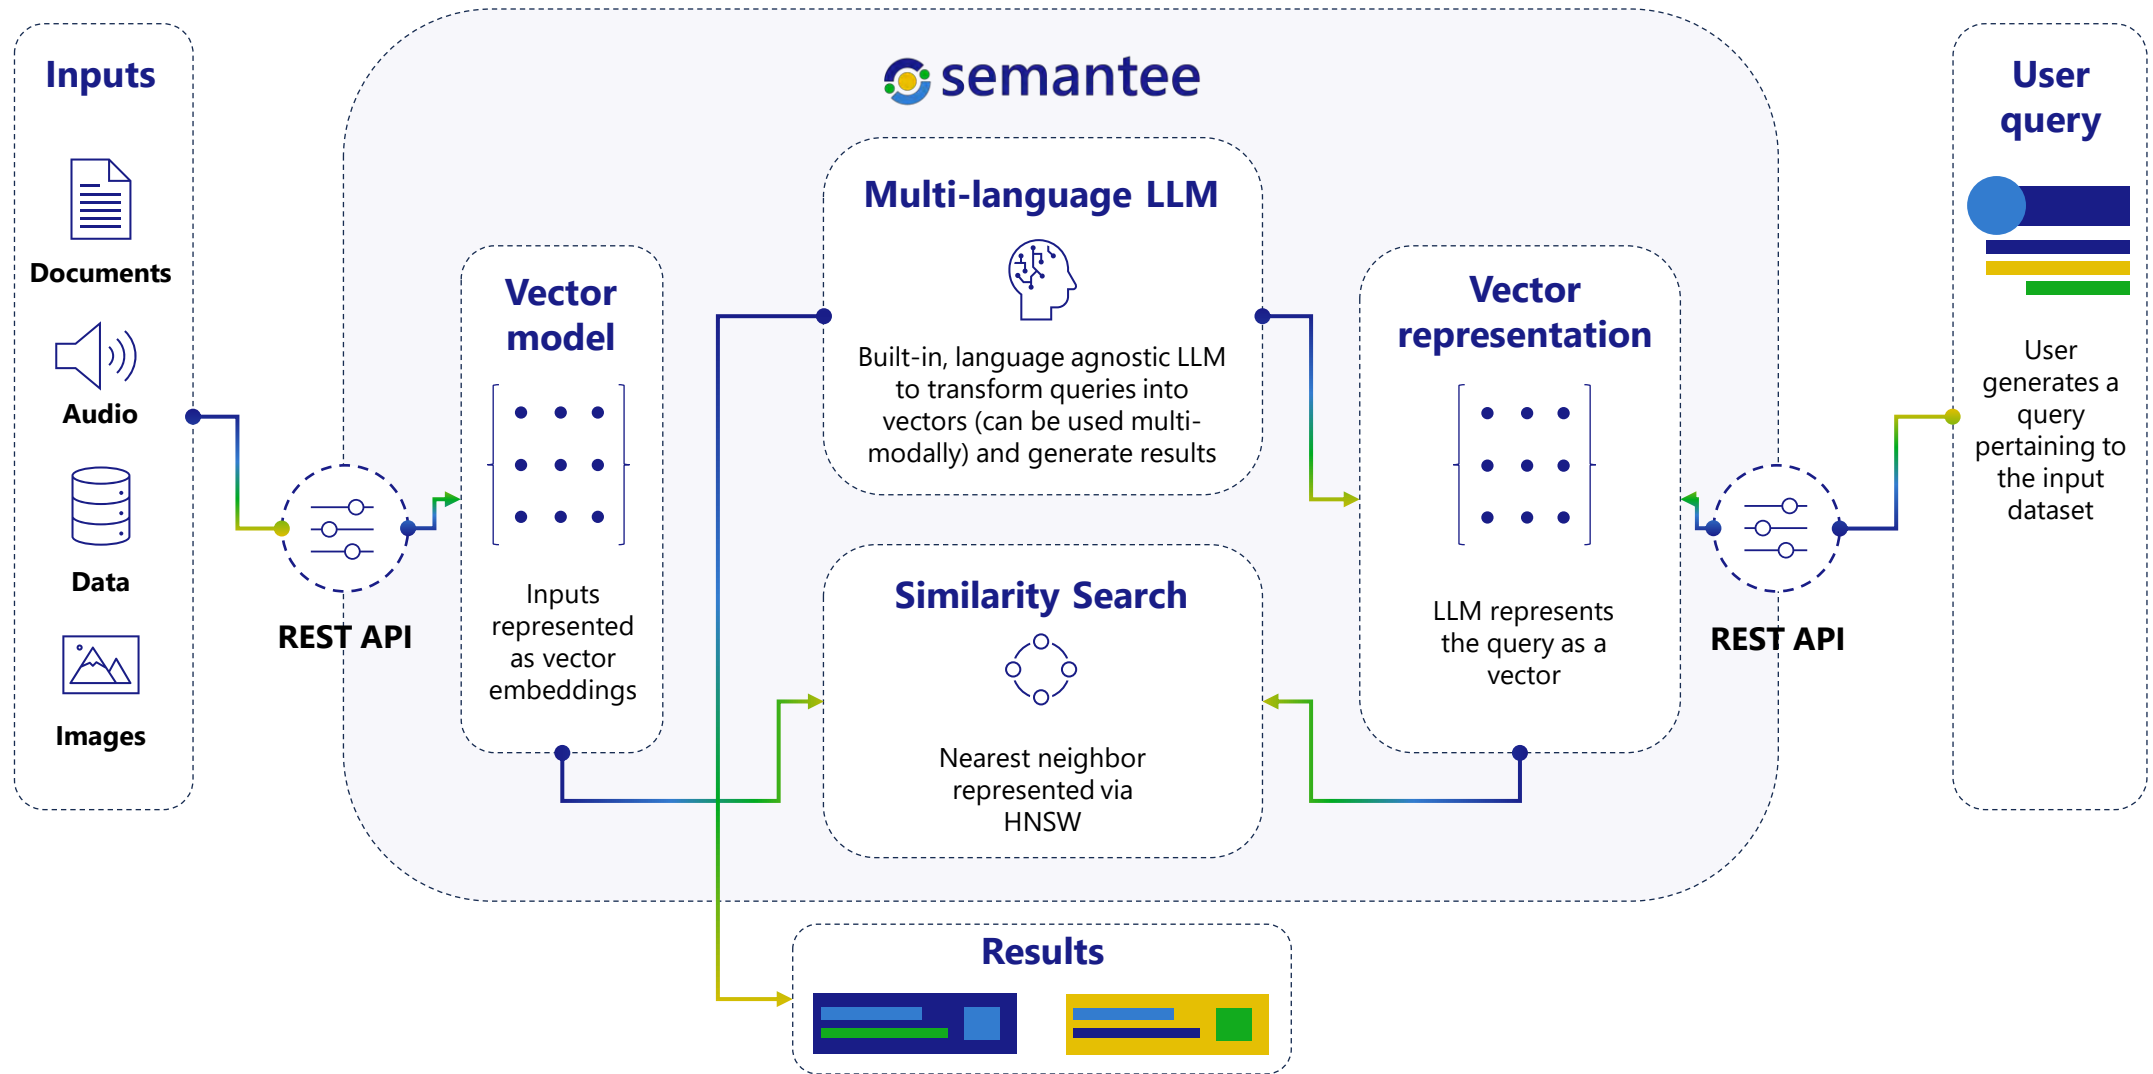 Inputs
Documents
Audio
Data
Images
REST API
semantee
Vector
model
Inputs
represented
as vector
embeddings
Multi-language LLM
Built-in, language agnostic LLM
to transform queries into
vectors (can be used multi-
modally) and generate results
Similarity Search
Nearest neighbor
represented via
HNSW
Vector
representation
LLM represents
the query as a
vector
REST API
User
query
User
generates a
query
pertaining to
the input
dataset
Results